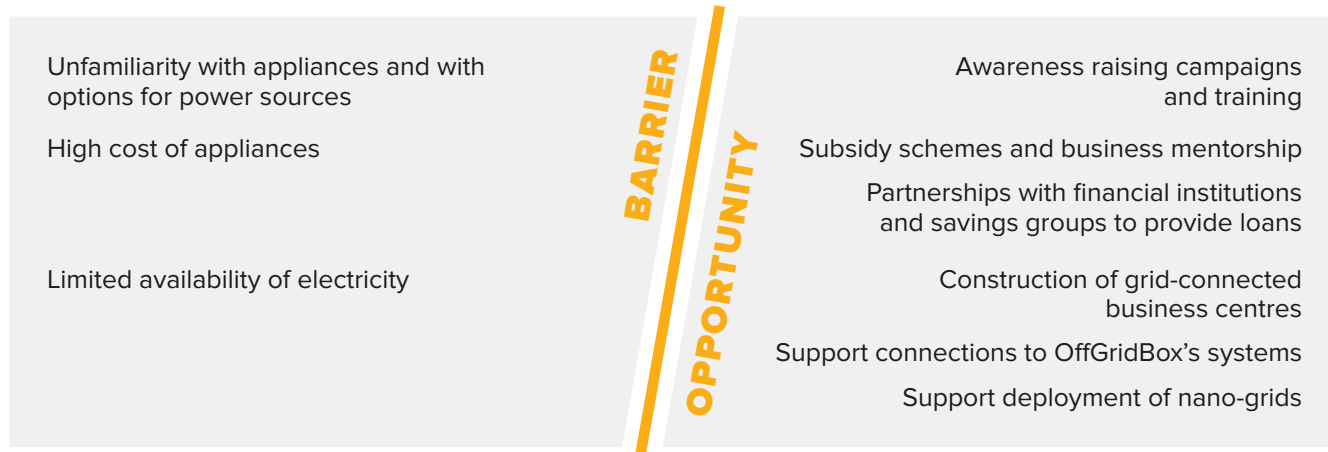 Unfamiliarity with appliances and with
options for power sources
High cost of appliances
Limited availability of electricity
BARRIER
OPPORTUNITY
Awareness raising campaigns
and training
Subsidy schemes and business mentorship
Partnerships with financial institutions
and savings groups to provide loans
Construction of grid-connected
business centres
Support connections to OffGridBox’s systems
Support deployment of nano-grids